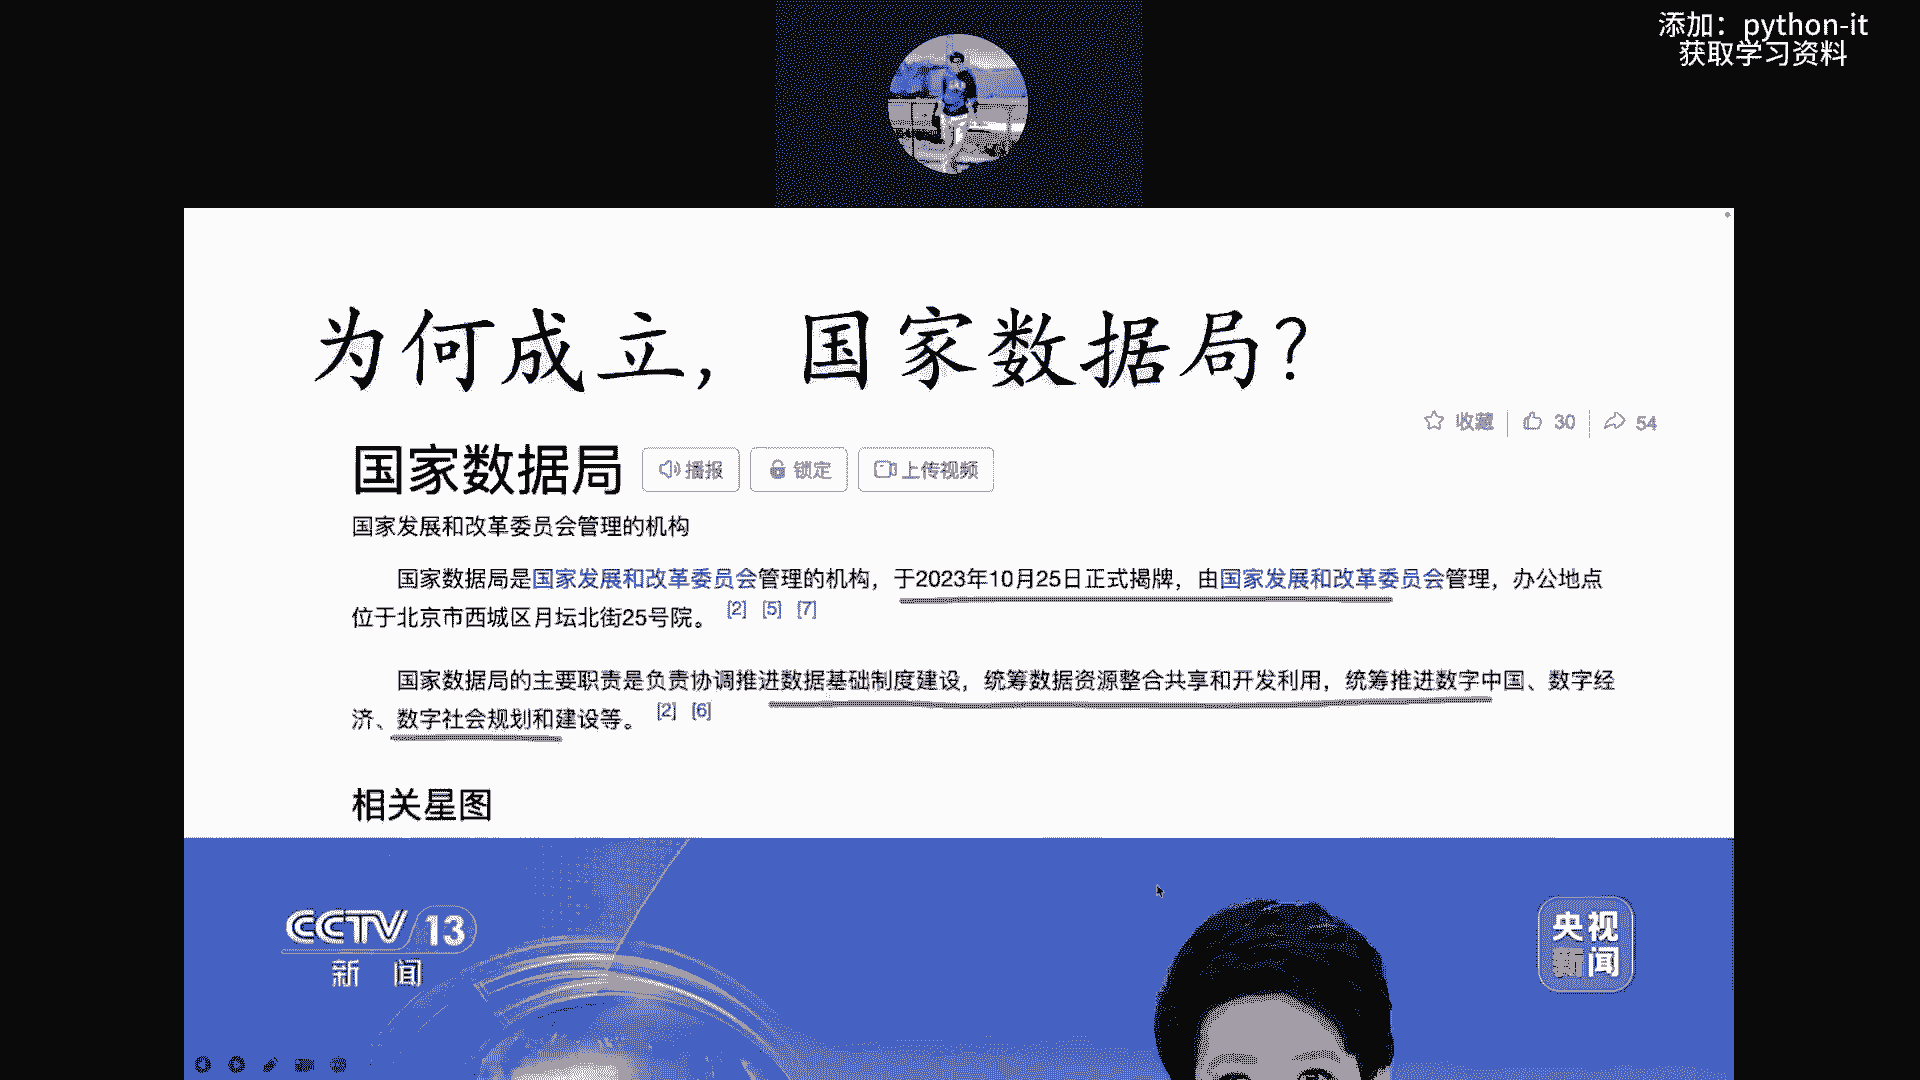 添加：python-it
获取学习资料
为何成立，国家数据局？
收藏 30 54
国家数据局 播报 锁定 上传视频
国家发展和改革委员会管理的机构
国家数据局是国家发展和改革委员会管理的机构，于2023年10月25日正式揭牌，由国家发展和改革委员会管理，办公地点
位于北京市西城区月坛北街25号院。 [2] [5] [7]
国家数据局的主要职责是负责协调推进数据基础制度建设，统筹数据资源整合共享和开发利用，统筹推进数字中国、数字经
济、数字社会规划和建设等。 [2] [6]
相关星图
CCTV 13
新闻
央视
新闻